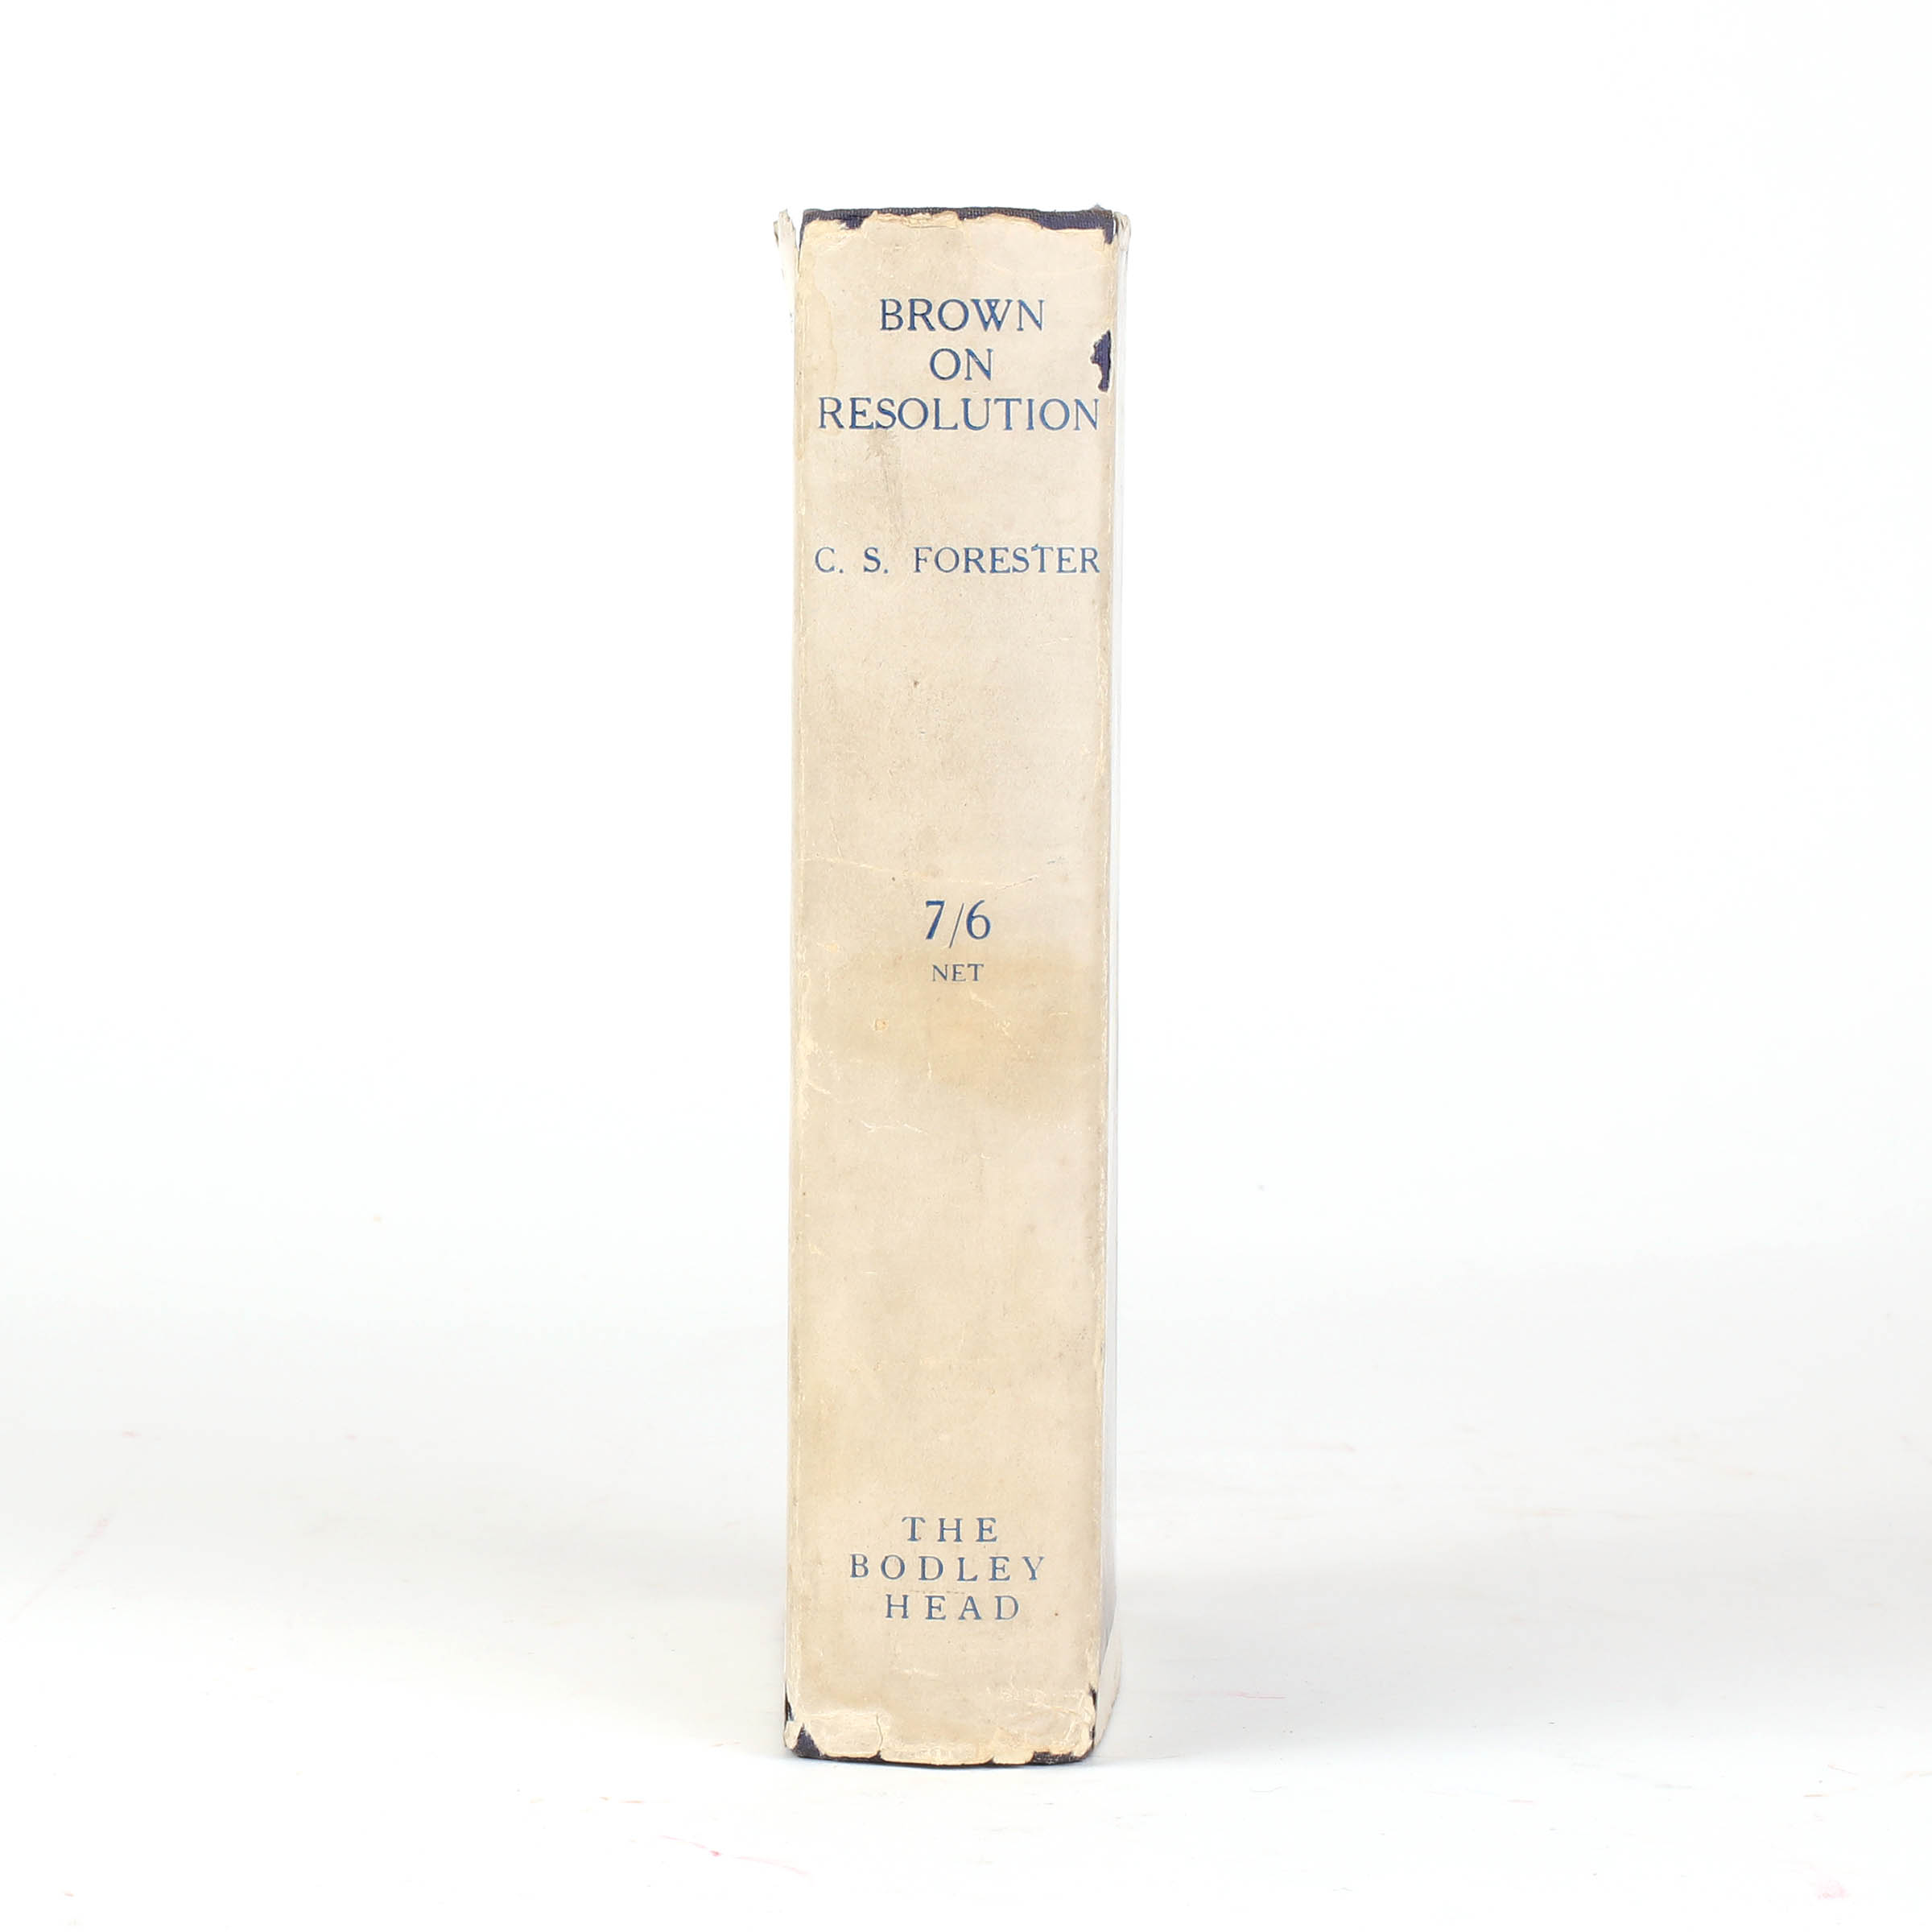 BROWN
ON
RESOLUTION
C. S. FORESTER
7/6
NET
THE
BODLEY
HEAD